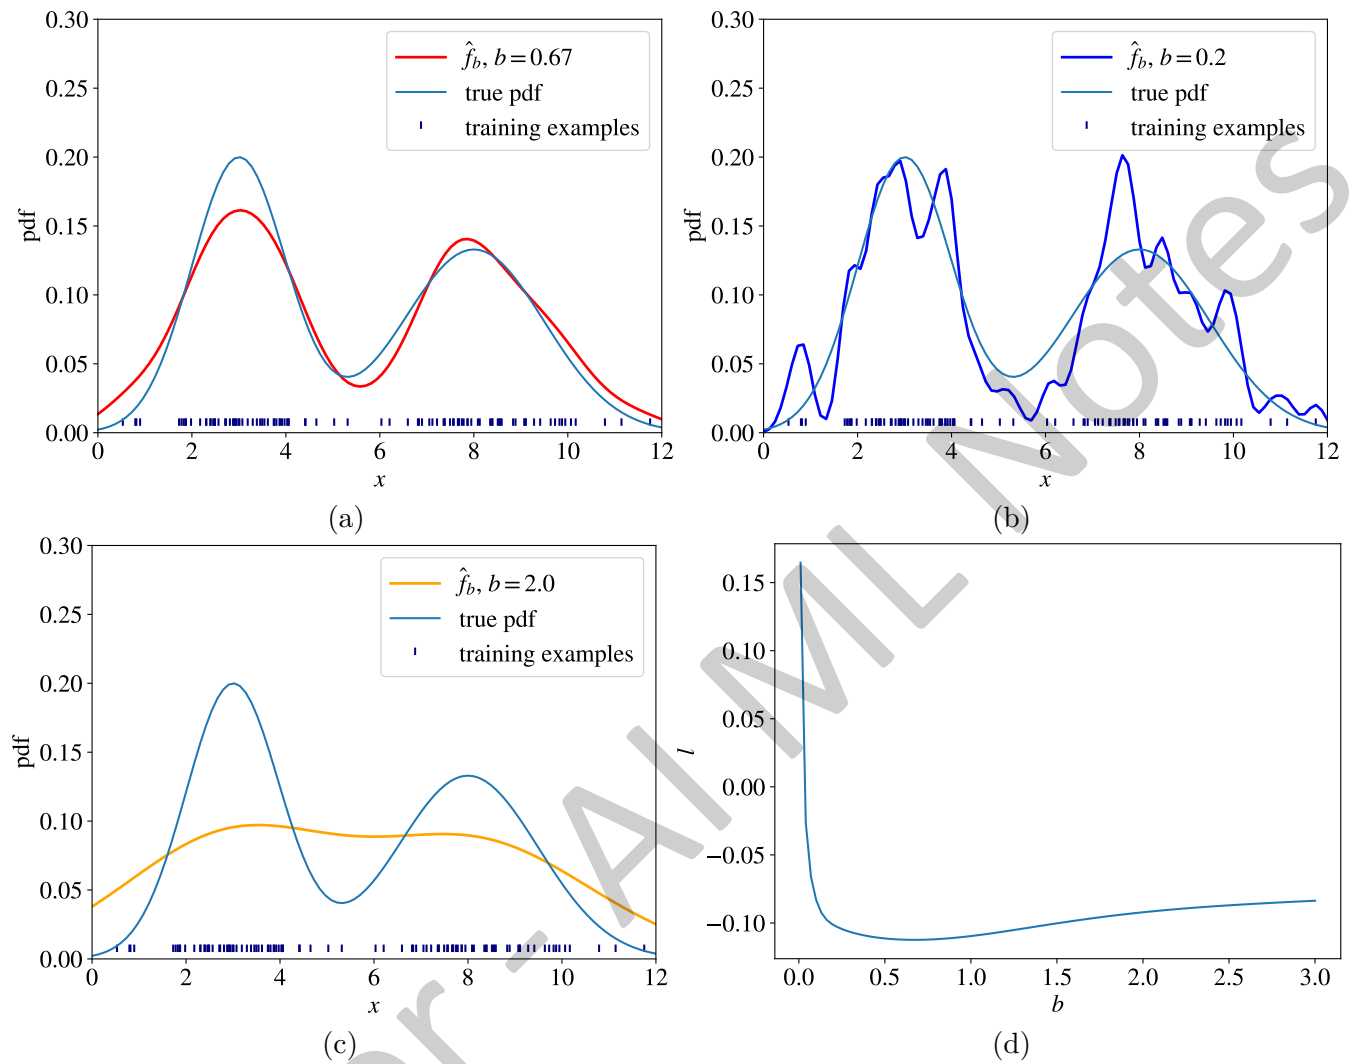 0.30
0.25
0.20
0.15
0.10
0.05
0.00
pdf
f̂_b, b = 0.67
true pdf
training examples
0 2 4 6 8 10 12
x
(a)
0.30
0.25
0.20
0.15
0.10
0.05
0.00
pdf
f̂_b, b = 0.2
true pdf
training examples
0 2 4 6 8 10 12
x
(b)
0.30
0.25
0.20
0.15
0.10
0.05
0.00
pdf
f̂_b, b = 2.0
true pdf
training examples
0 2 4 6 8 10 12
x
(c)
0.15
0.10
0.05
0.00
−0.05
−0.10
l
0.0 0.5 1.0 1.5 2.0 2.5 3.0
b
(d)
r - AI ML Notes